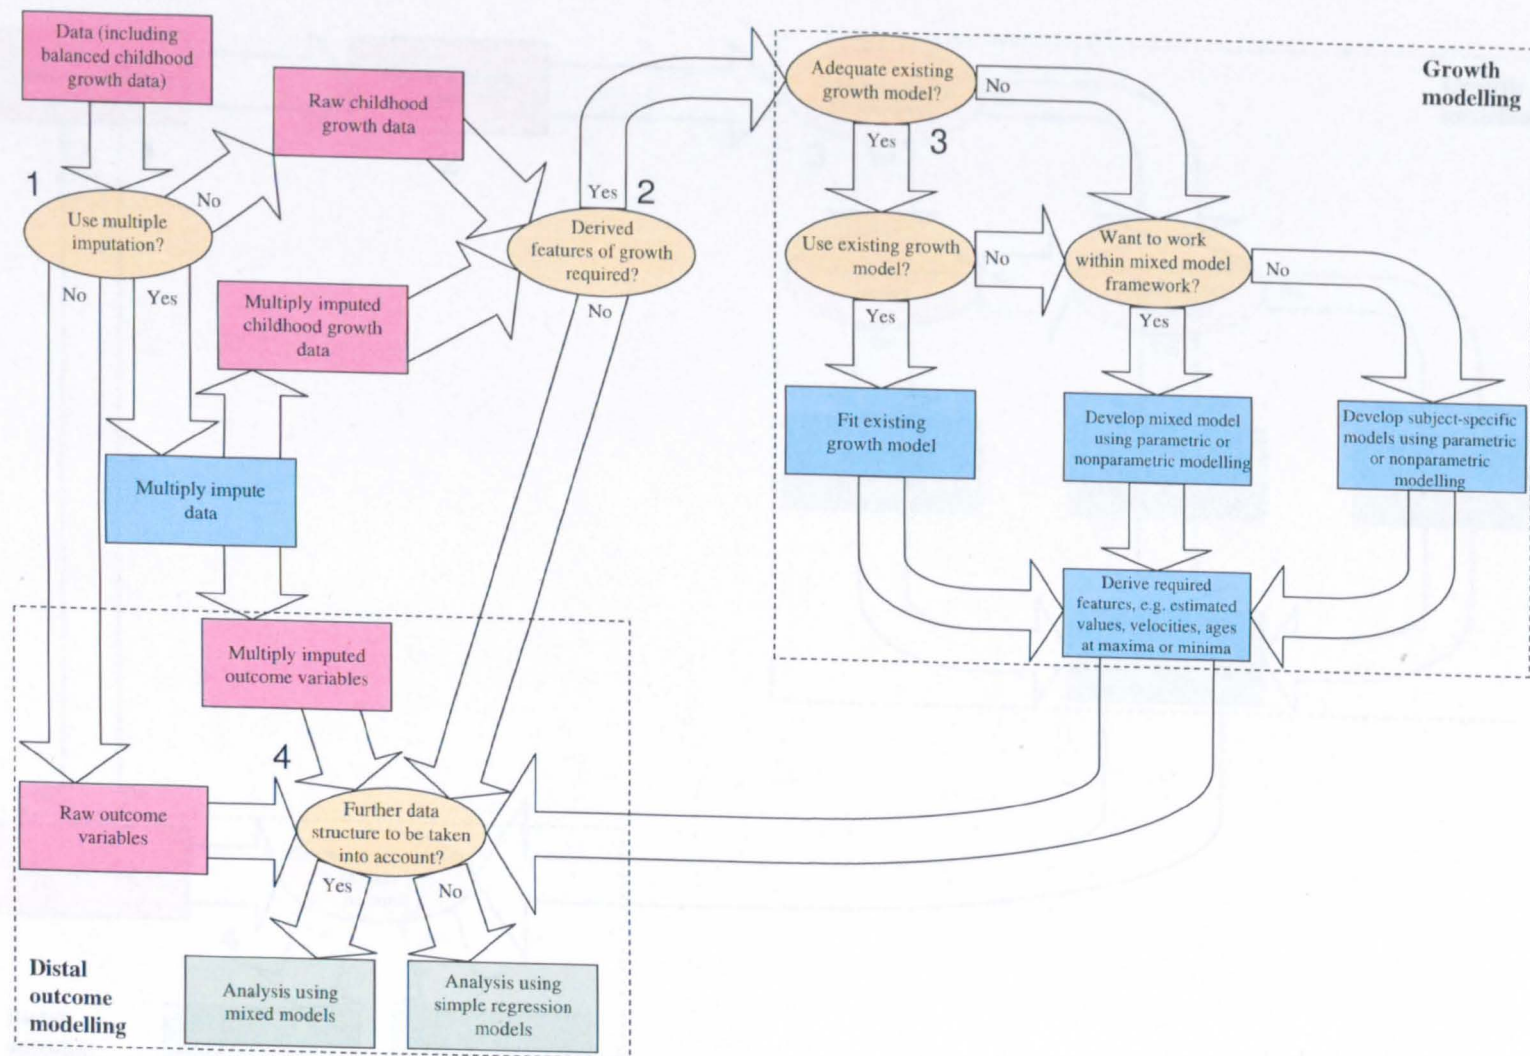 Data (including
balanced childhood
growth data)
Raw childhood
growth data
1
Use multiple
imputation?
No
No
Yes
Multiply imputed
childhood growth
data
Multiply impute
data
Yes
2
Derived
features of growth
required?
No
Growth
modelling
Adequate existing
growth model?
No
Yes
3
Use existing growth
model?
No
Want to work
within mixed model
framework?
No
Yes
Yes
Fit existing
growth model
Develop mixed model
using parametric or
nonparametric modelling
Develop subject-specific
models using parametric
or nonparametric
modelling
Derive required
features, e.g. estimated
values, velocities, ages
at maxima or minima
Multiply imputed
outcome variables
4
Raw outcome
variables
Further data
structure to be taken
into account?
Yes
No
Distal
outcome
modelling
Analysis using
mixed models
Analysis using
simple regression
models